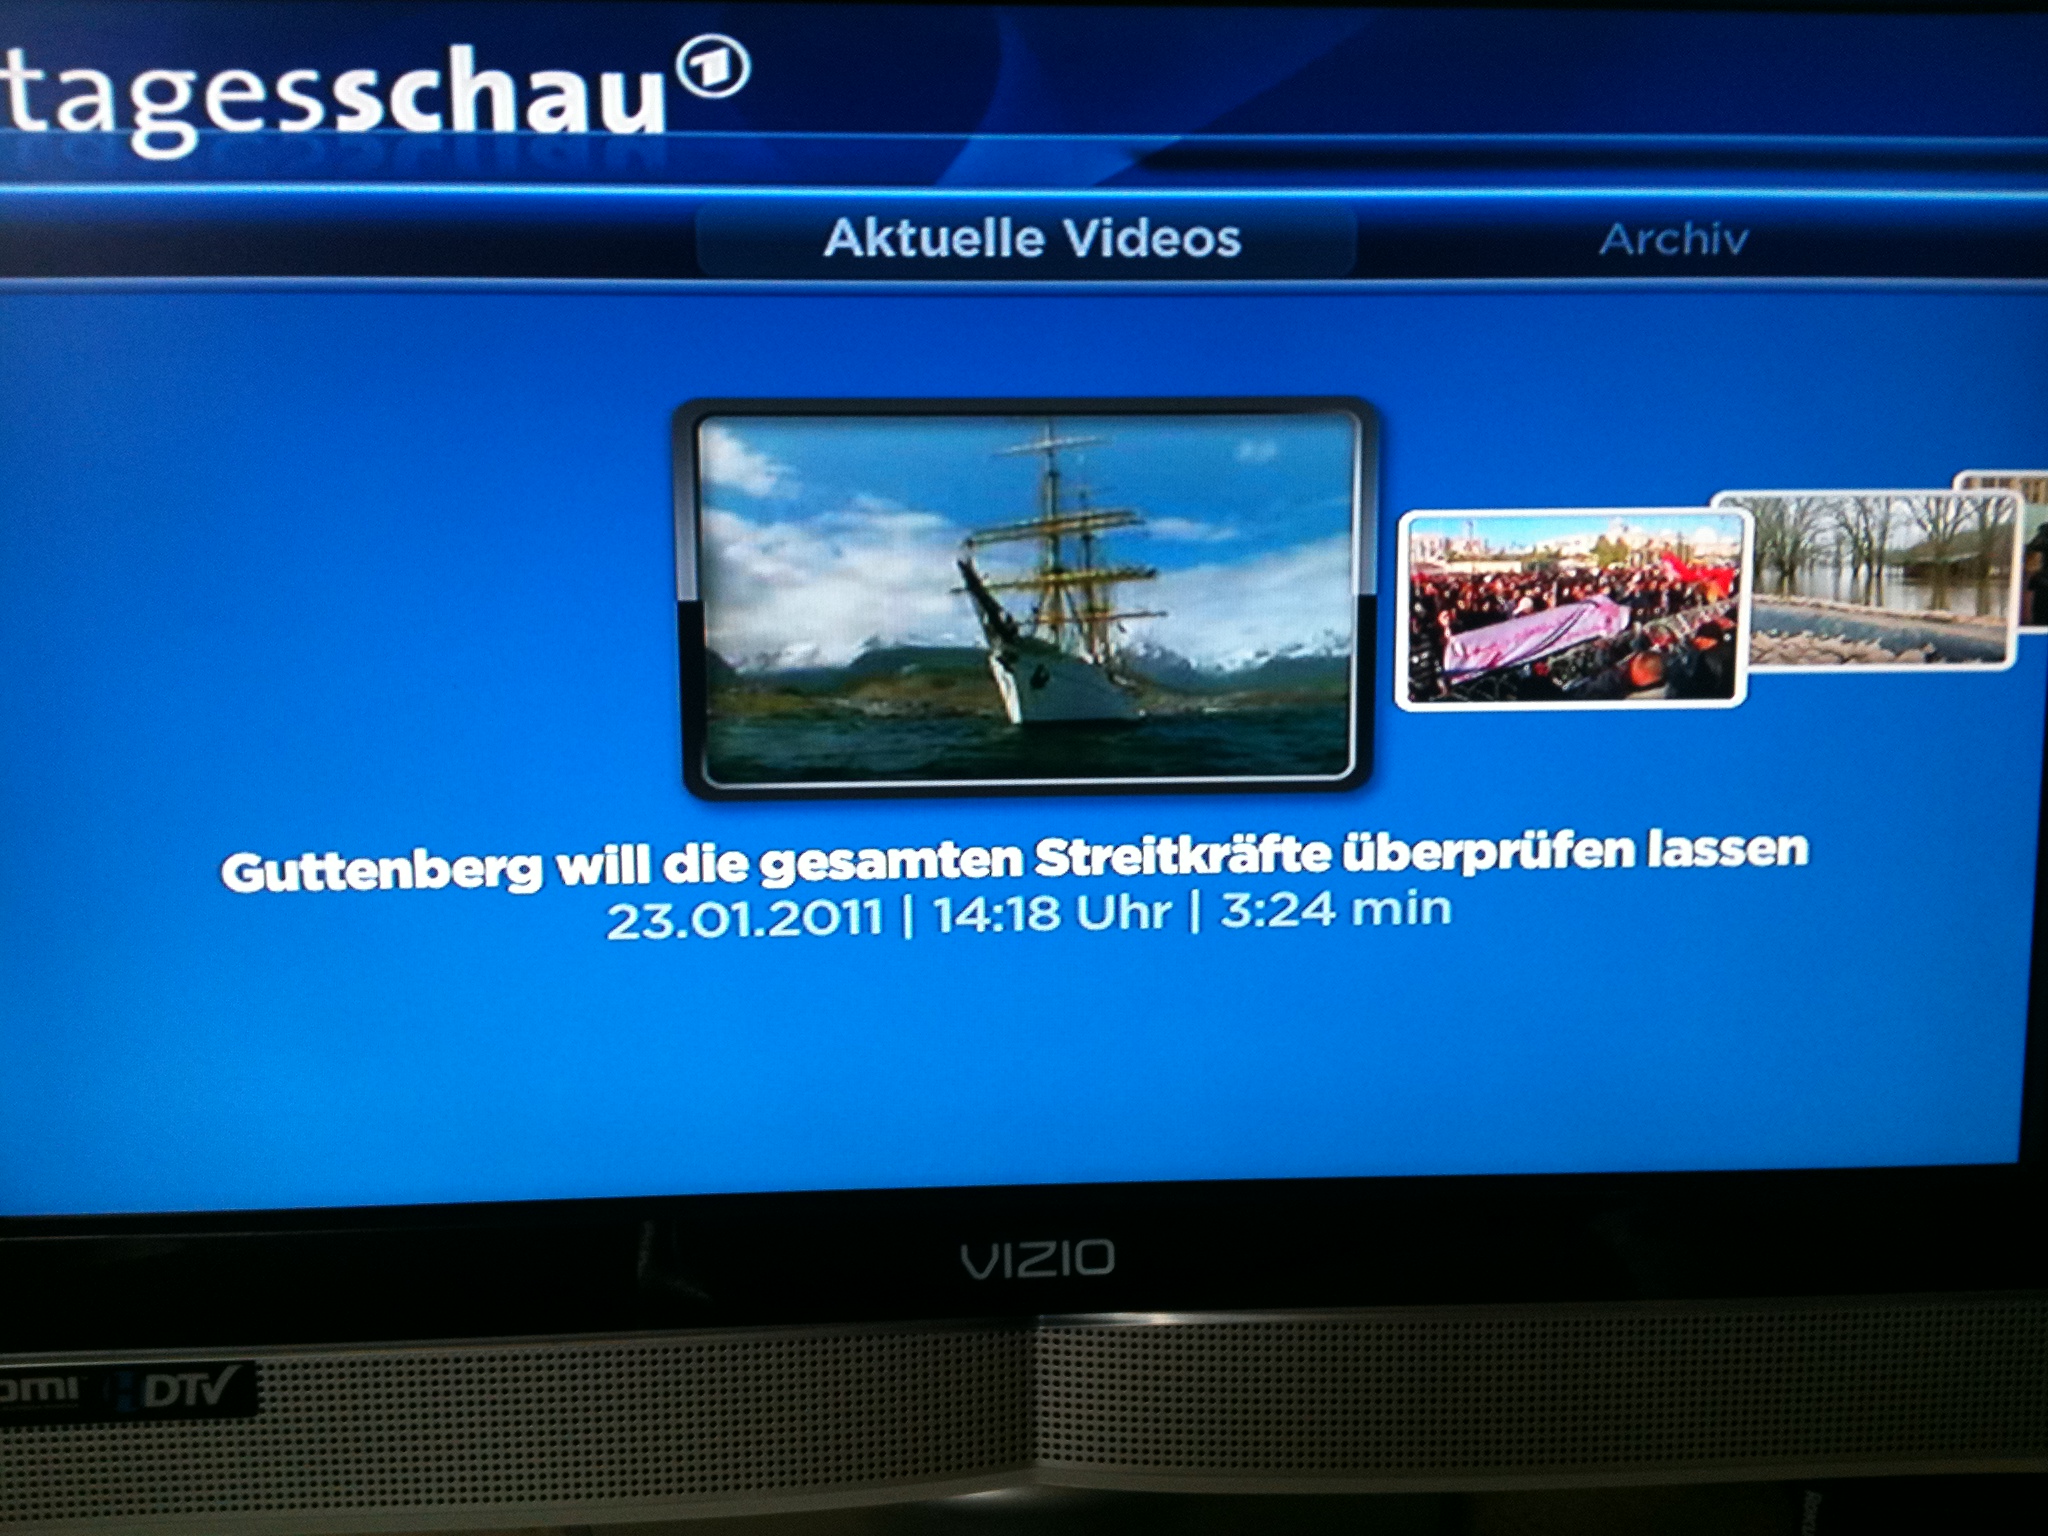 tagesschau
Aktuelle Videos
Archiv
Guttenberg will die gesamten Streitkräfte überprüfen lassen
23.01.2011 | 14:18 Uhr | 3:24 min
VIZIO
HDTV